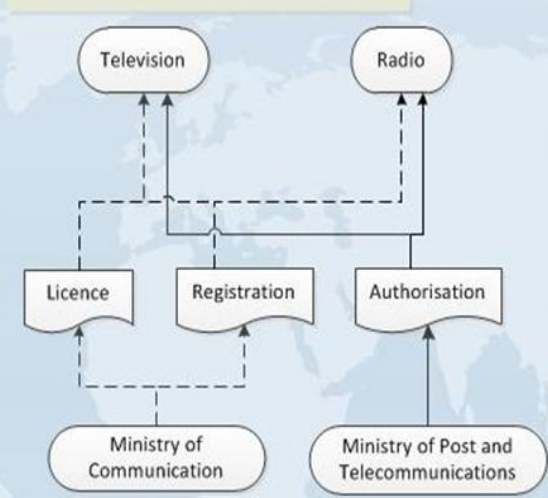 Television
Radio
Licence
Registration
Authorisation
Ministry of
Communication
Ministry of Post and
Telecommunications